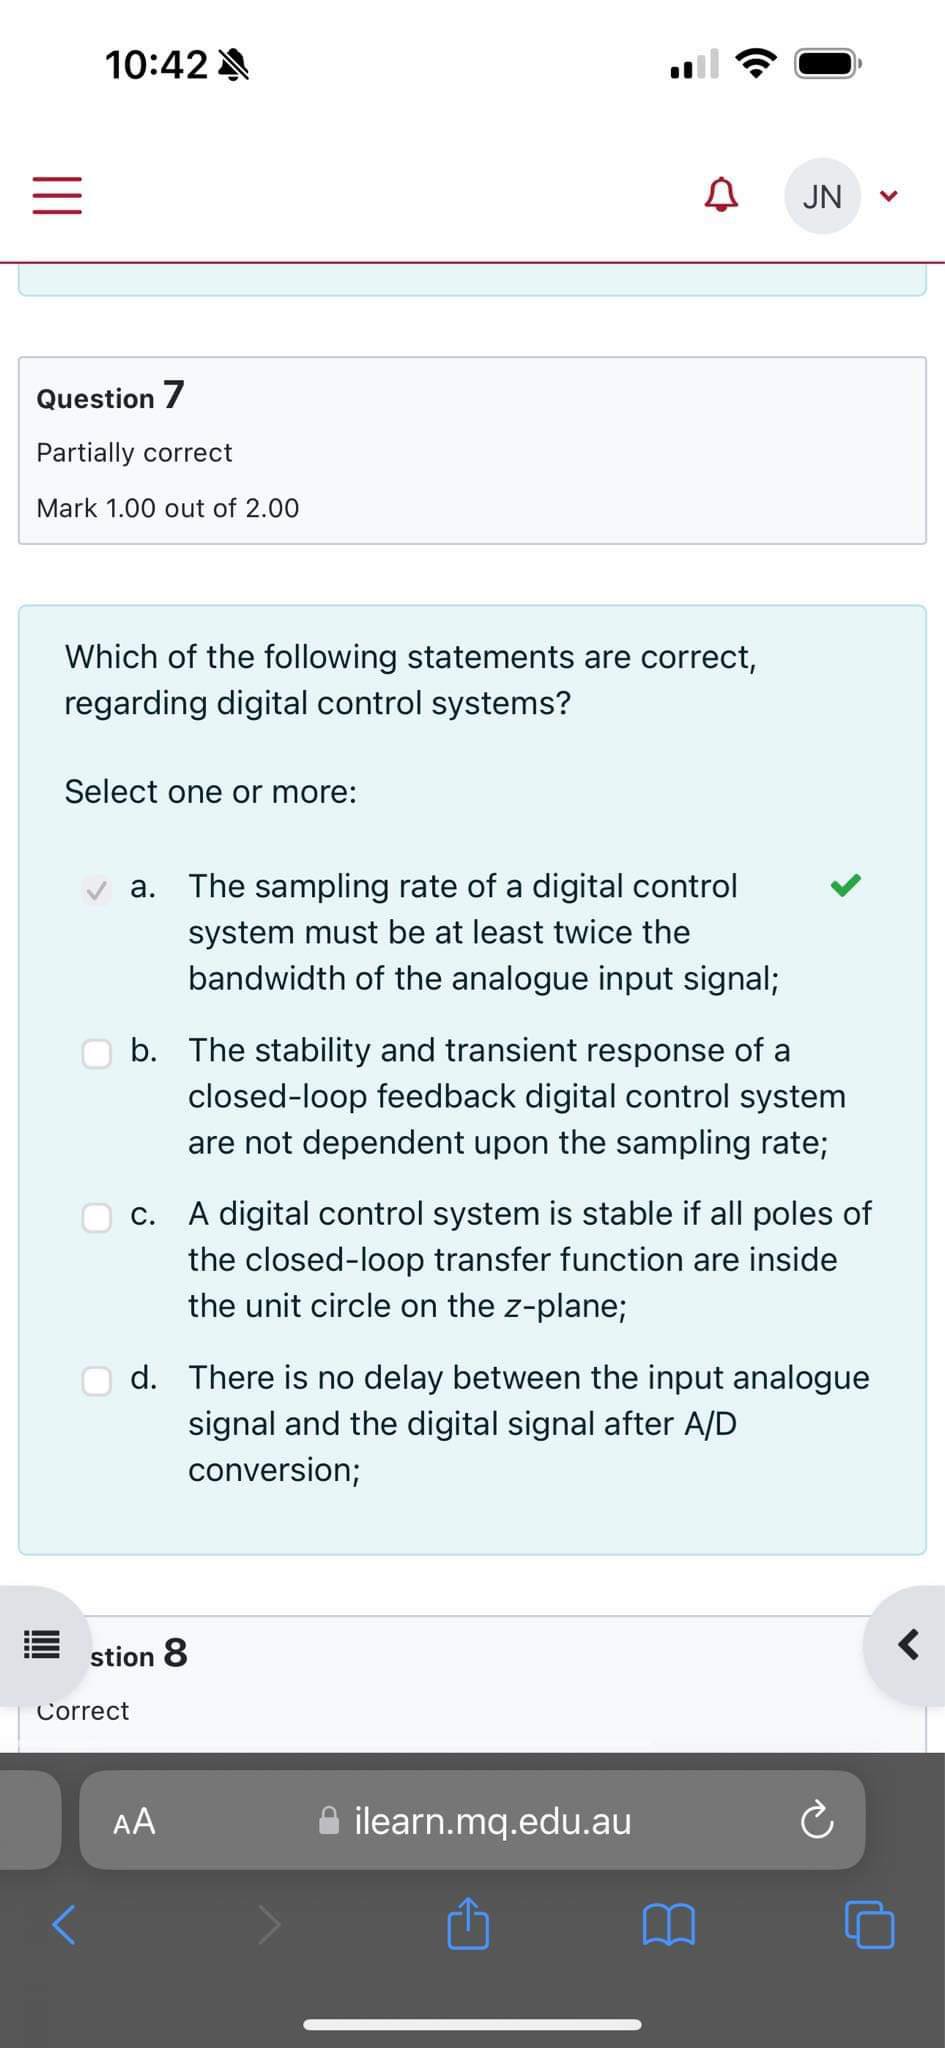 10:42
JN
Question 7
Partially correct
Mark 1.00 out of 2.00
Which of the following statements are correct,
regarding digital control systems?
Select one or more:
a. The sampling rate of a digital control
system must be at least twice the
bandwidth of the analogue input signal;
b. The stability and transient response of a
closed-loop feedback digital control system
are not dependent upon the sampling rate;
c. A digital control system is stable if all poles of
the closed-loop transfer function are inside
the unit circle on the z-plane;
d. There is no delay between the input analogue
signal and the digital signal after A/D
conversion;
stion 8
Correct
AA ilearn.mq.edu.au